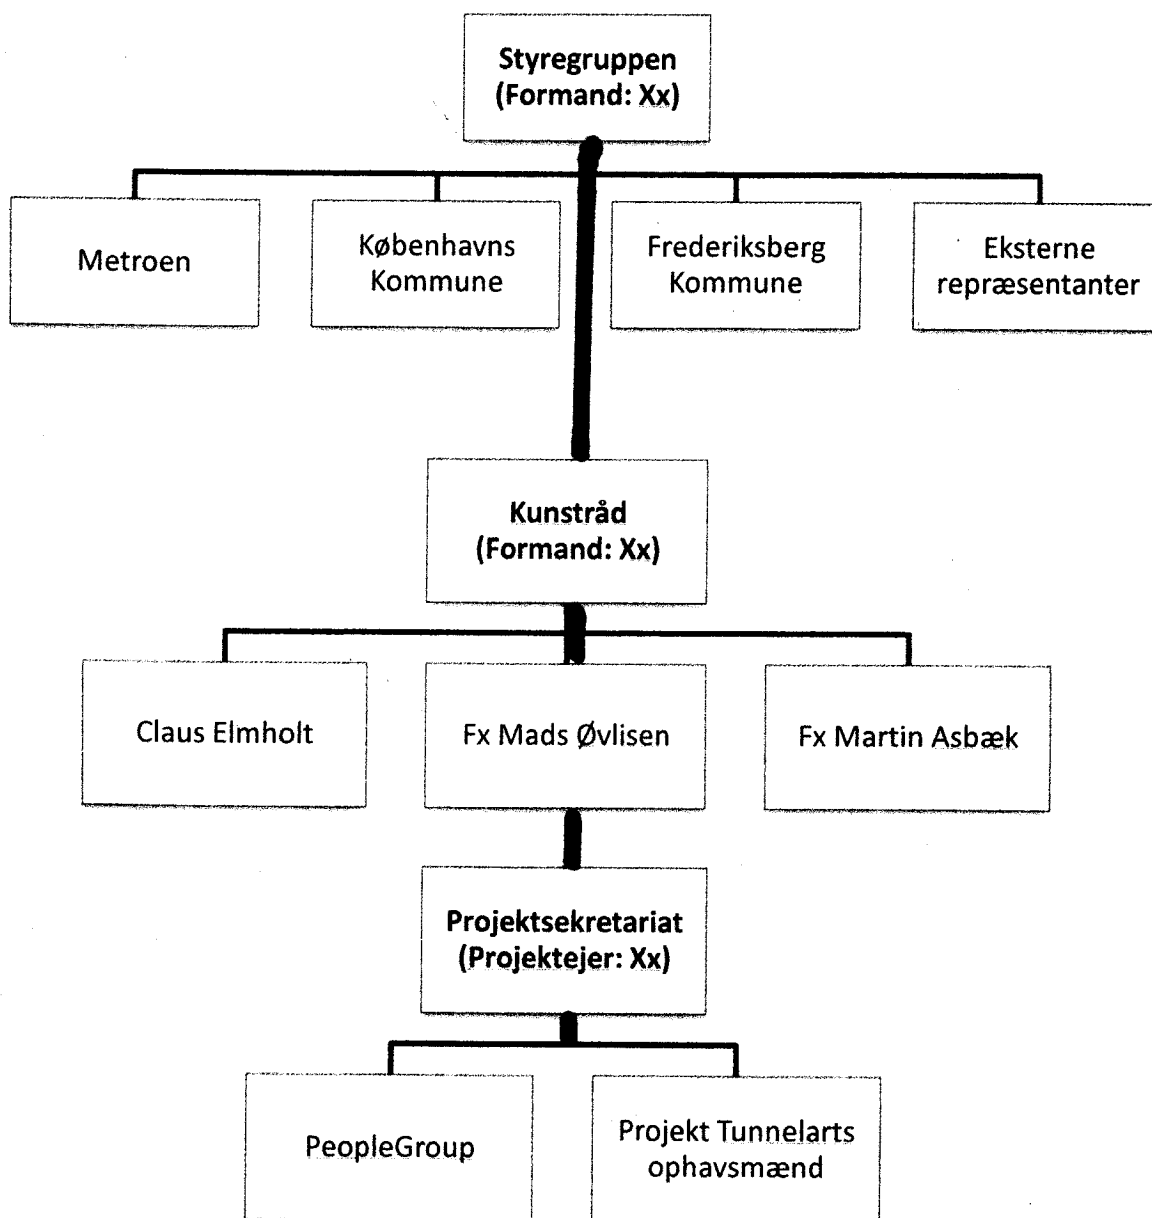 Styregruppen
(Formand: Xx)
Metroen
Københavns
Kommune
Frederiksberg
Kommune
Eksterne
repræsentanter
Kunstråd
(Formand: Xx)
Claus Elmholt
Fx Mads Øvlisen
Fx Martin Asbæk
Projektsekretariat
(Projektejer: Xx)
PeopleGroup
Projekt Tunnelarts
ophavsmænd